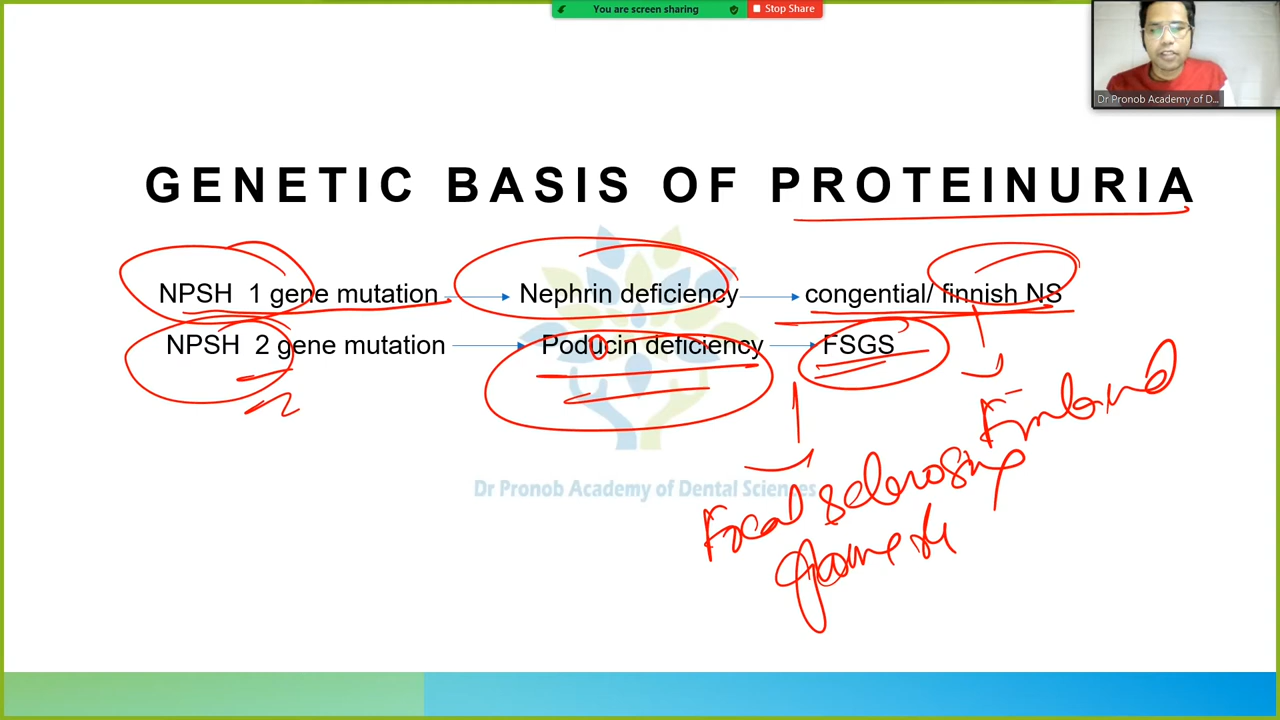 You are screen sharing Stop Share
Dr Pronob Academy of D...
GENETIC BASIS OF PROTEINURIA
NPSH 1 gene mutation Nephrin deficiency congential/ finnish NS
NPSH 2 gene mutation Poducin deficiency FSGS
o
Finland
Focal sclerosing
Dr Pronob Academy of Dental Sciences